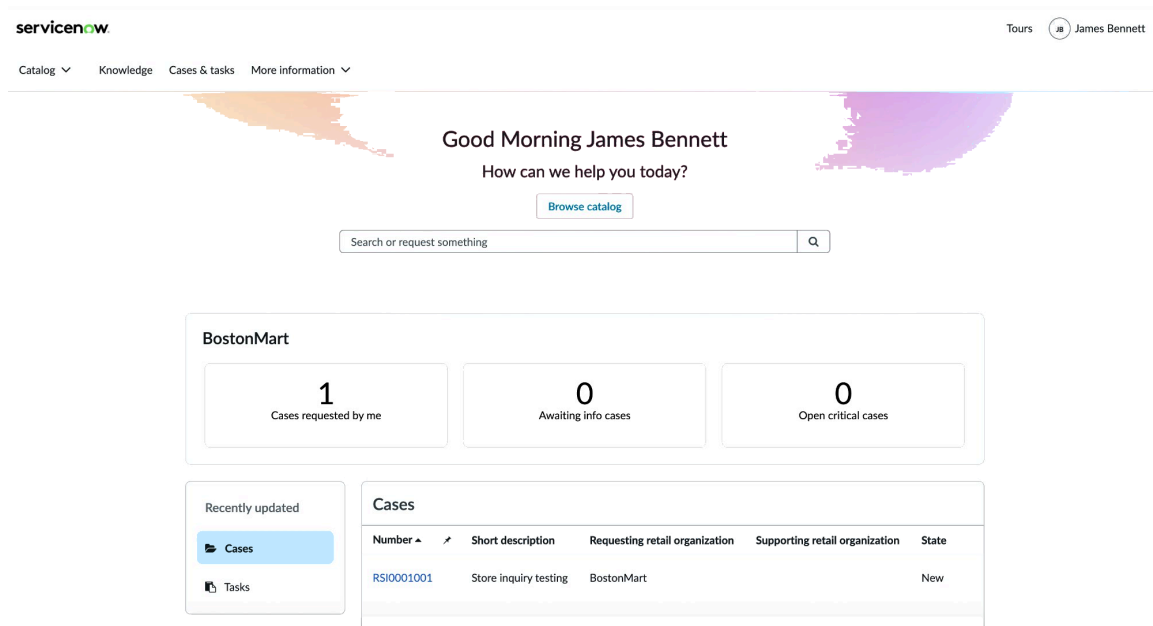 servicenow
Tours JB James Bennett
Catalog Knowledge Cases & tasks More information
Good Morning James Bennett
How can we help you today?
Browse catalog
Search or request something
BostonMart
1 0 0
Cases requested by me Awaiting info cases Open critical cases
Recently updated
Cases
Tasks
Cases
Number Short description Requesting retail organization Supporting retail organization State
RSI0001001 Store inquiry testing BostonMart New